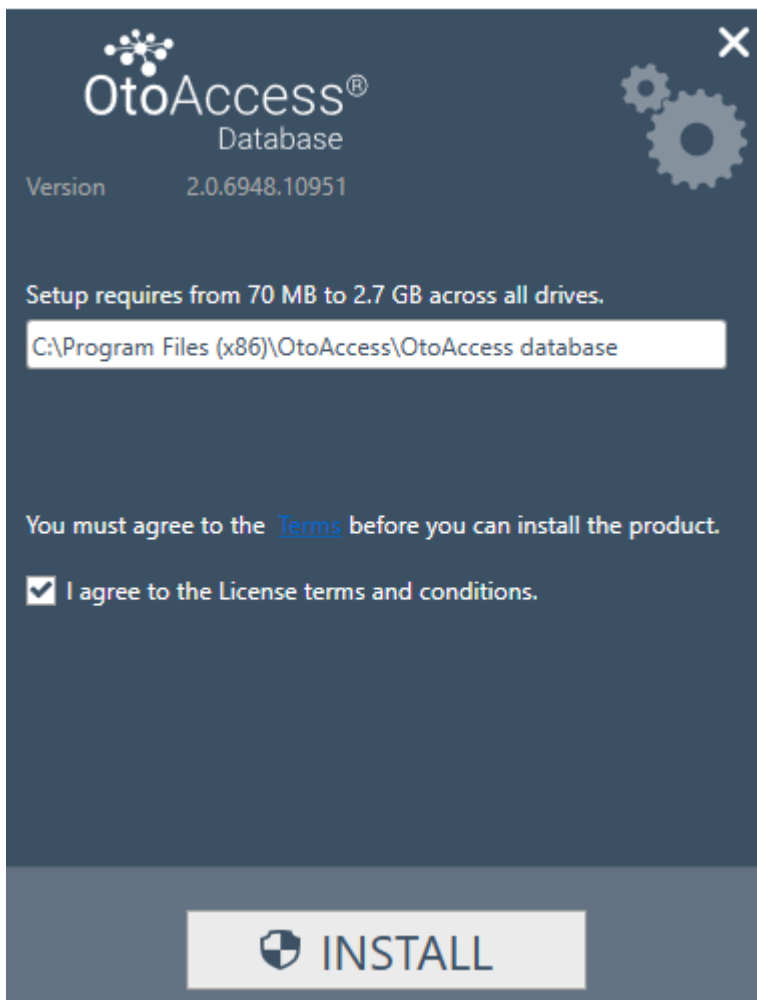 OtoAccess®
Database
Version 2.0.6948.10951
Setup requires from 70 MB to 2.7 GB across all drives.
C:\Program Files (x86)\OtoAccess\OtoAccess database
You must agree to the Terms before you can install the product.
I agree to the License terms and conditions.
INSTALL